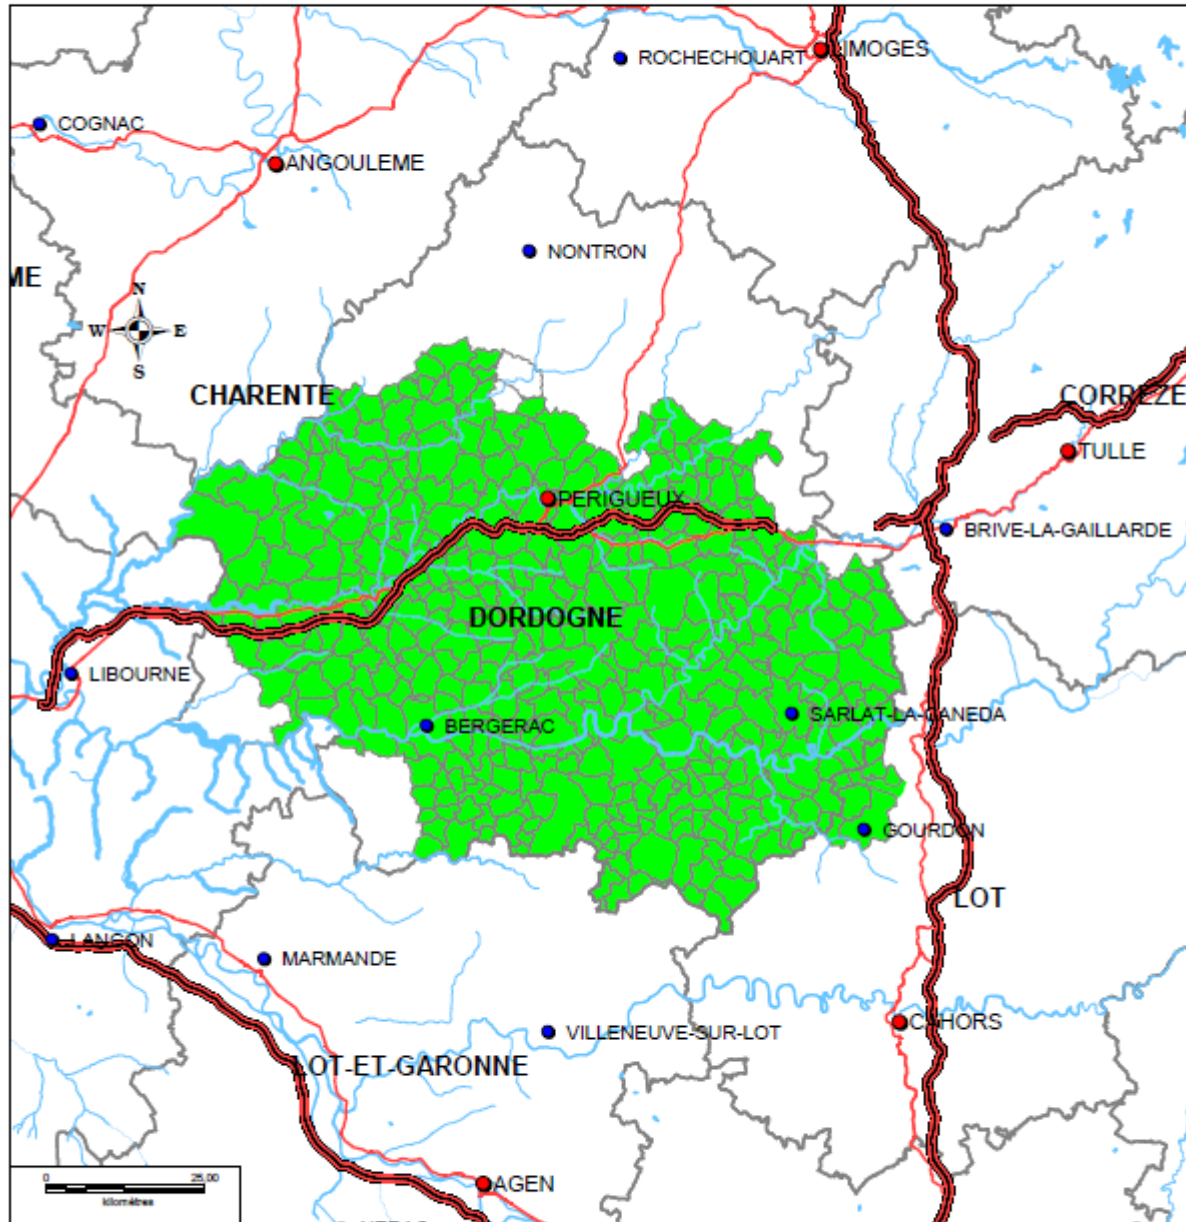 ROCHECHOUART
LIMOGES
COGNAC
ANGOULEME
NONTRON
ME
N
W
E
S
CHARENTE
CORREZE
TULLE
PERIGUEUX
BRIVE-LA-GAILLARDE
DORDOGNE
LIBOURNE
BERGERAC
SARLAT-LA-CANEDA
GOURDON
LOT
LANGON
MARMANDE
CAHORS
VILLENEUVE-SUR-LOT
LOT-ET-GARONNE
0
25,00
kilomètres
AGEN